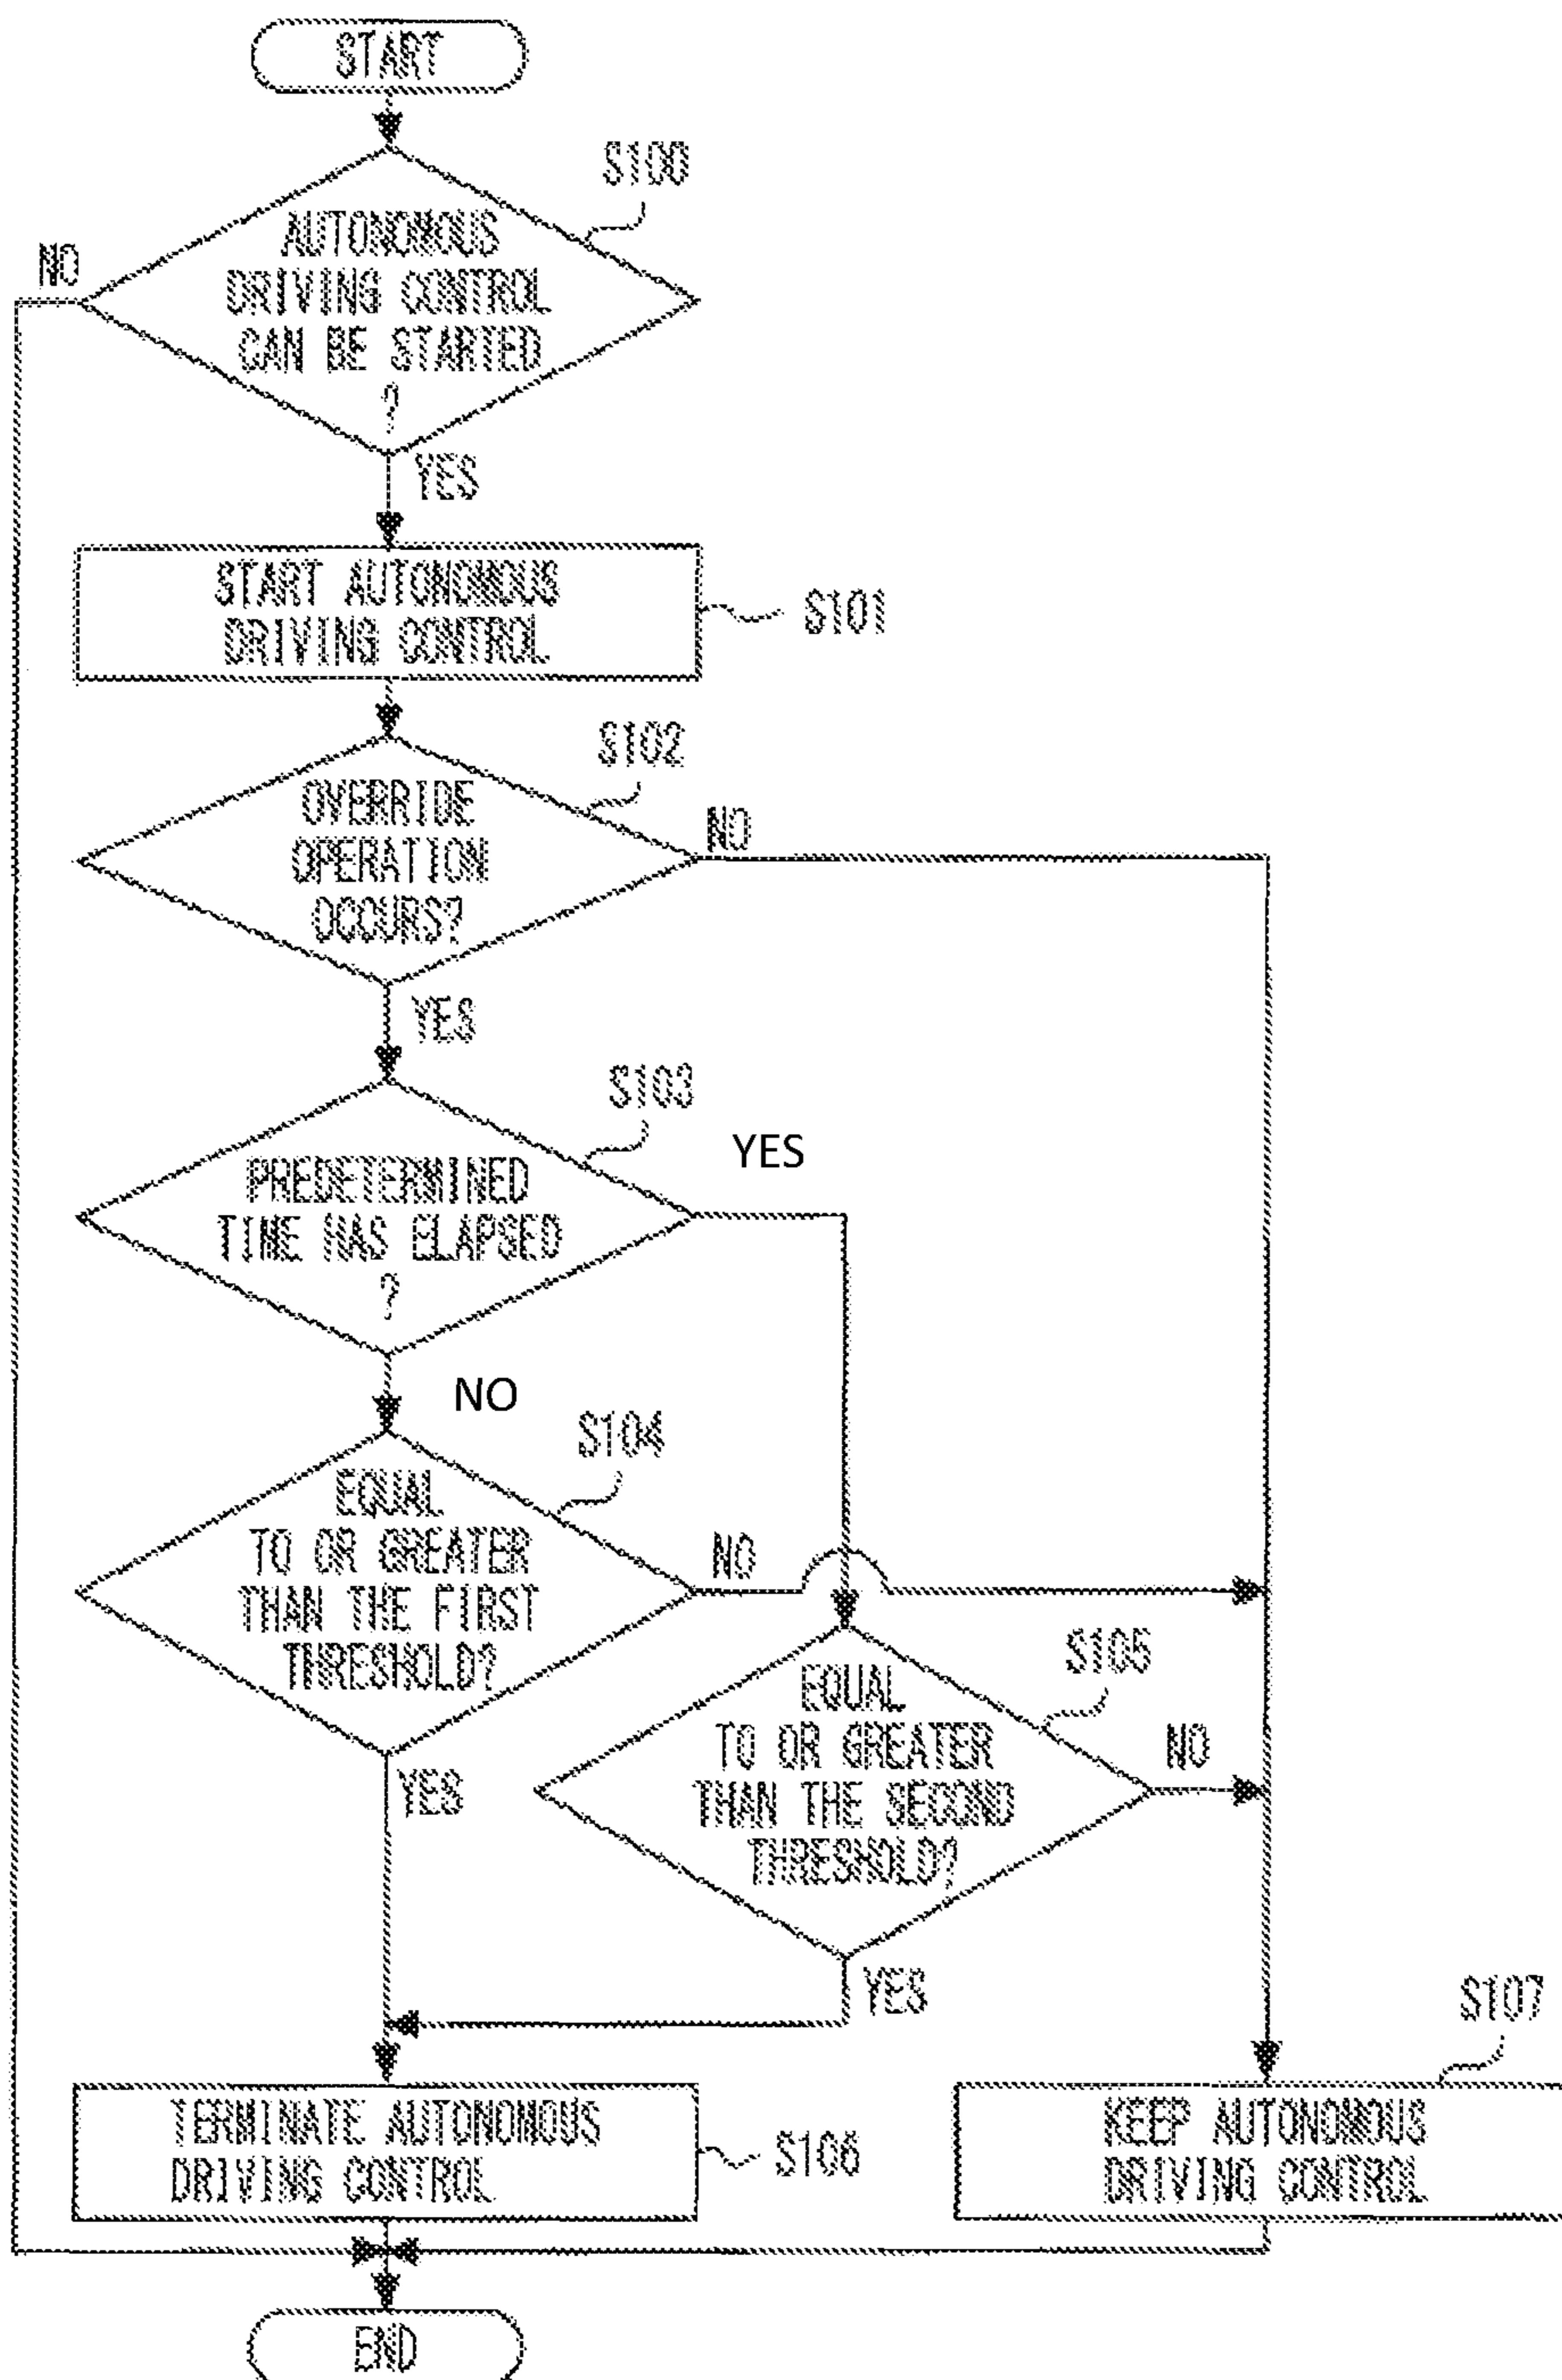 START
S100
AUTONOMOUS
DRIVING CONTROL
CAN BE STARTED
?
NO
YES
START AUTONOMOUS
DRIVING CONTROL
S101
S102
OVERRIDE
OPERATION
OCCURS?
NO
YES
S103
PREDETERMINED
TIME HAS ELAPSED
?
YES
NO
S104
EQUAL
TO OR GREATER
THAN THE FIRST
THRESHOLD?
NO
YES
S105
EQUAL
TO OR GREATER
THAN THE SECOND
THRESHOLD?
NO
YES
S107
TERMINATE AUTONOMOUS
DRIVING CONTROL
S106
KEEP AUTONOMOUS
DRIVING CONTROL
END